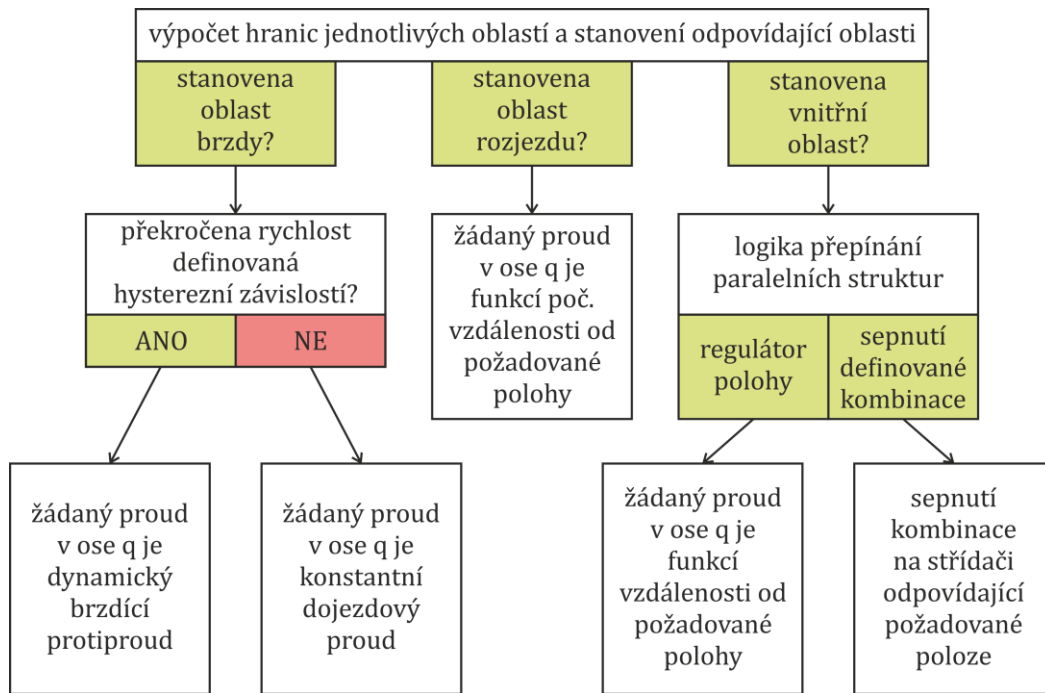 výpočet hranic jednotlivých oblastí a stanovení odpovídající oblasti
stanovena
oblast
brzdy?
stanovena
oblast
rozjezdu?
stanovena
vnitřní
oblast?
překročena rychlost
definovaná
hysterezní závislostí?
ANO
NE
žádaný proud
v ose q je
funkcí poč.
vzdálenosti od
požadované
polohy
logika přepínání
paralelních struktur
regulátor
polohy
sepnutí
definované
kombinace
žádaný proud
v ose q je
dynamický
brzdící
protiproud
žádaný proud
v ose q je
konstantní
dojezdový
proud
žádaný proud
v ose q je
funkcí
vzdálenosti od
požadované
polohy
sepnutí
kombinace
na střídači
odpovídající
požadované
poloze